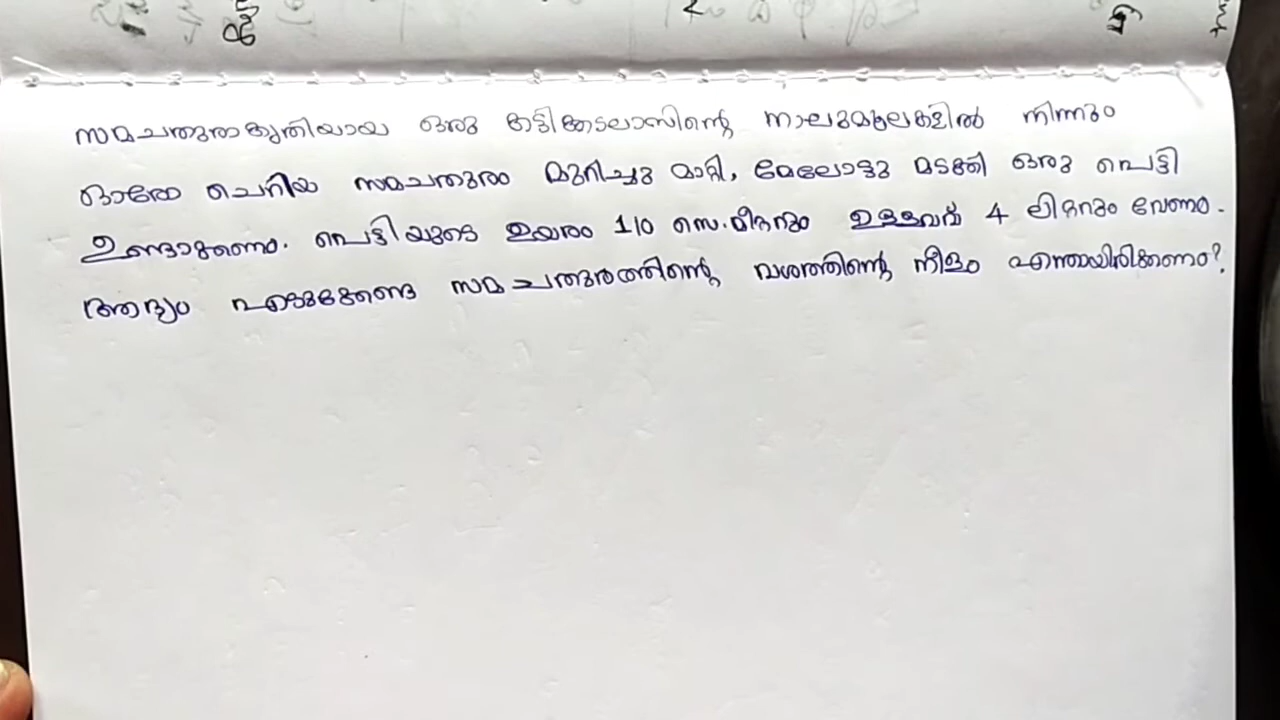 സമചതുരാകൃതിയായ ഒരു കട്ടിക്കടലാസിന്റെ നാലുമൂലകളിൽ നിന്നും
ഓരോ ചെറിയ സമചതുരം മുറിച്ചു മാറ്റി, മേലോട്ടു മടക്കി ഒരു പെട്ടി
ഉണ്ടാക്കണം. പെട്ടിയുടെ ഉയരം 10 സെ.മീറ്ററും ഉള്ളളവ് 4 ലിറ്ററും വേണം.
ആദ്യം എടുക്കേണ്ട സമചതുരത്തിന്റെ വശത്തിന്റെ നീളം എന്തായിരിക്കണം?